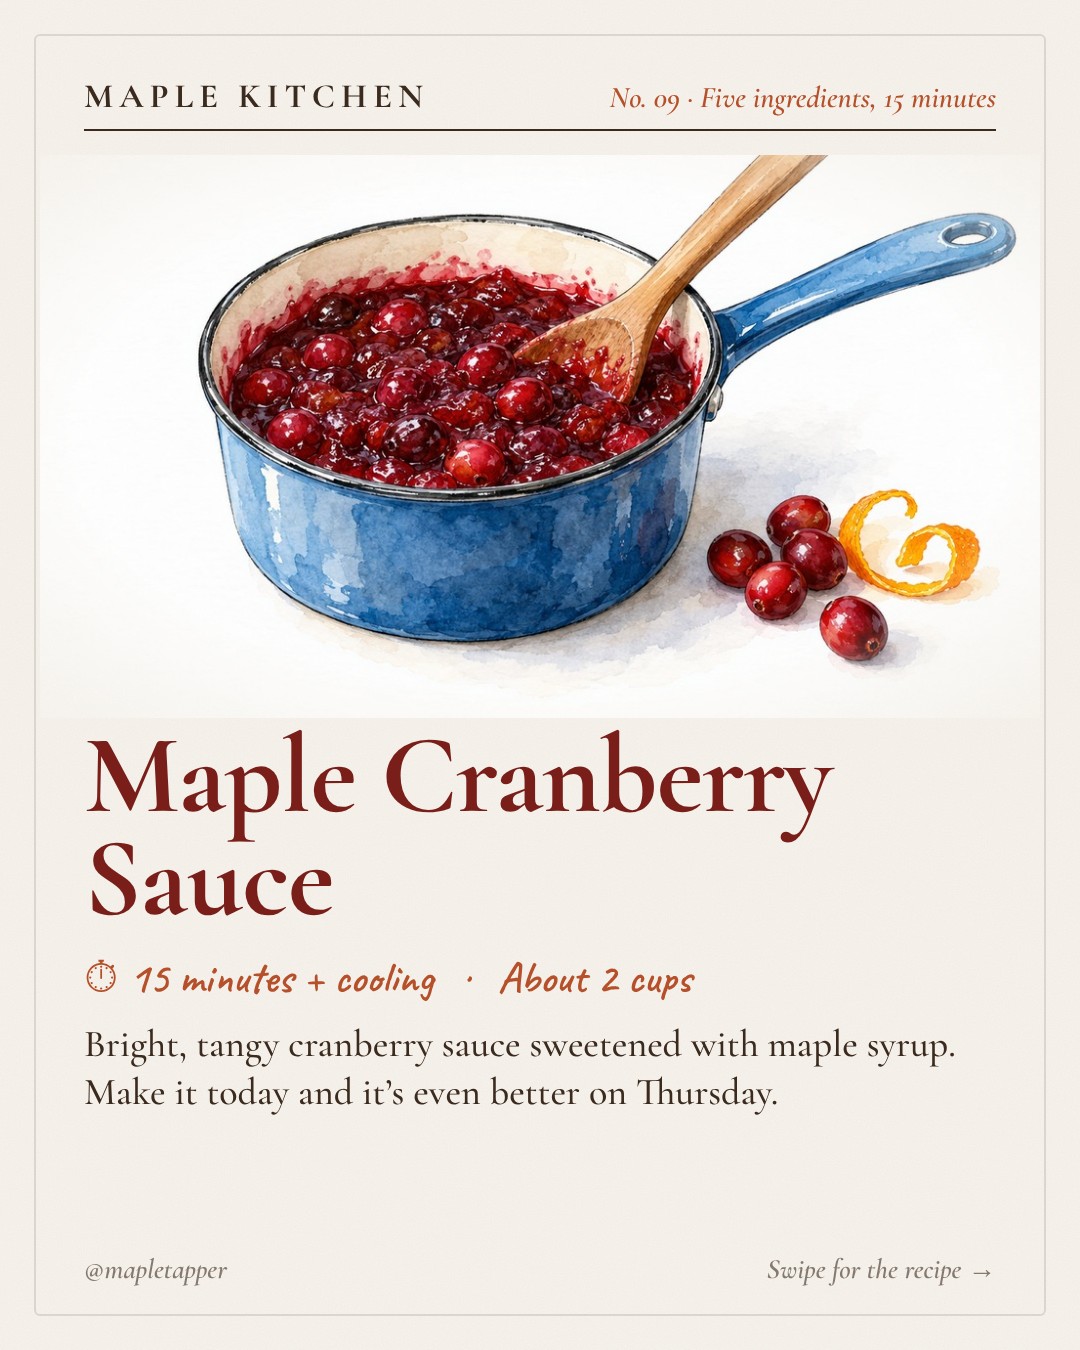 MAPLE KITCHEN
No. 09 · Five ingredients, 15 minutes
Maple Cranberry
Sauce
⏱ 15 minutes + cooling · About 2 cups
Bright, tangy cranberry sauce sweetened with maple syrup.
Make it today and it’s even better on Thursday.
@mapletapper
Swipe for the recipe →